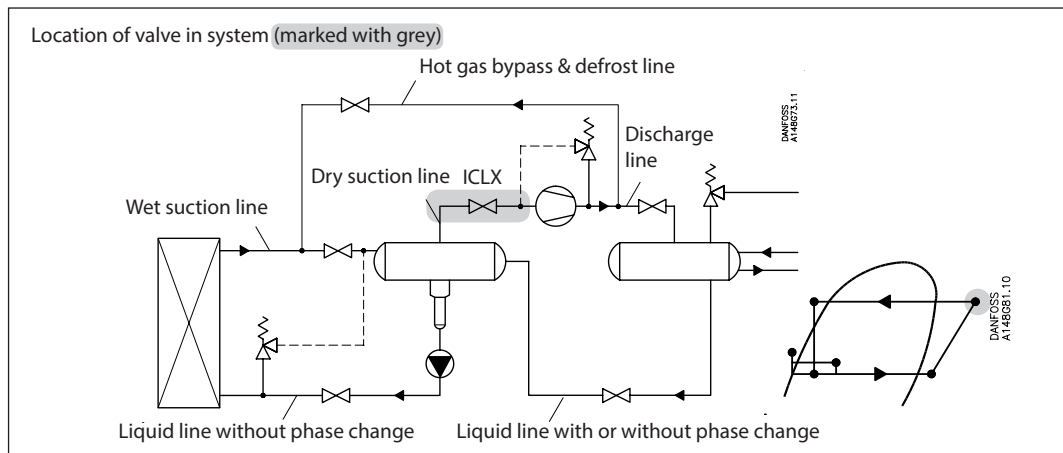 Location of valve in system (marked with grey)
Hot gas bypass & defrost line
DANFOSS
A148G73.11
Discharge
line
Dry suction line
ICLX
Wet suction line
DANFOSS
A148G81.10
Liquid line without phase change
Liquid line with or without phase change